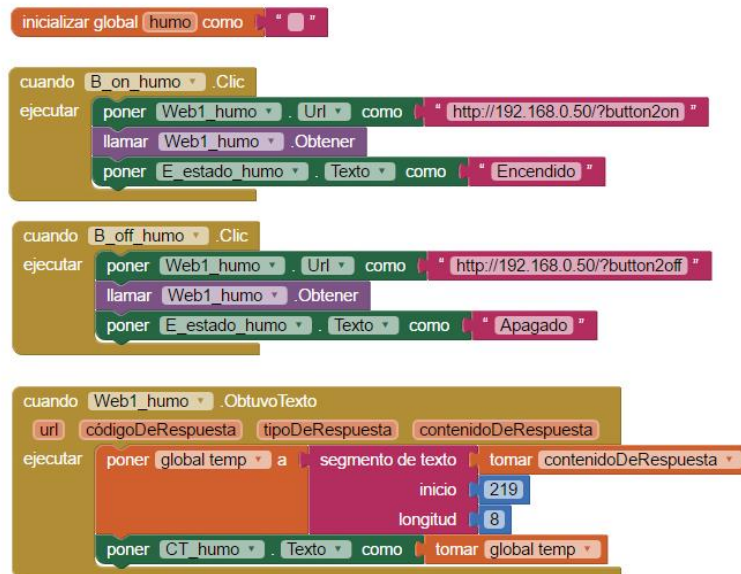 inicializar global humo como " "
cuando B_on_humo .Clic
ejecutar poner Web1_humo . Url como " http://192.168.0.50/?button2on "
llamar Web1_humo .Obtener
poner E_estado_humo . Texto como " Encendido "
cuando B_off_humo .Clic
ejecutar poner Web1_humo . Url como " http://192.168.0.50/?button2off "
llamar Web1_humo .Obtener
poner E_estado_humo . Texto como " Apagado "
cuando Web1_humo .ObtuvoTexto
url códigoDeRespuesta tipoDeRespuesta contenidoDeRespuesta
ejecutar poner global temp a segmento de texto tomar contenidoDeRespuesta
inicio 219
longitud 8
poner CT_humo . Texto como tomar global temp